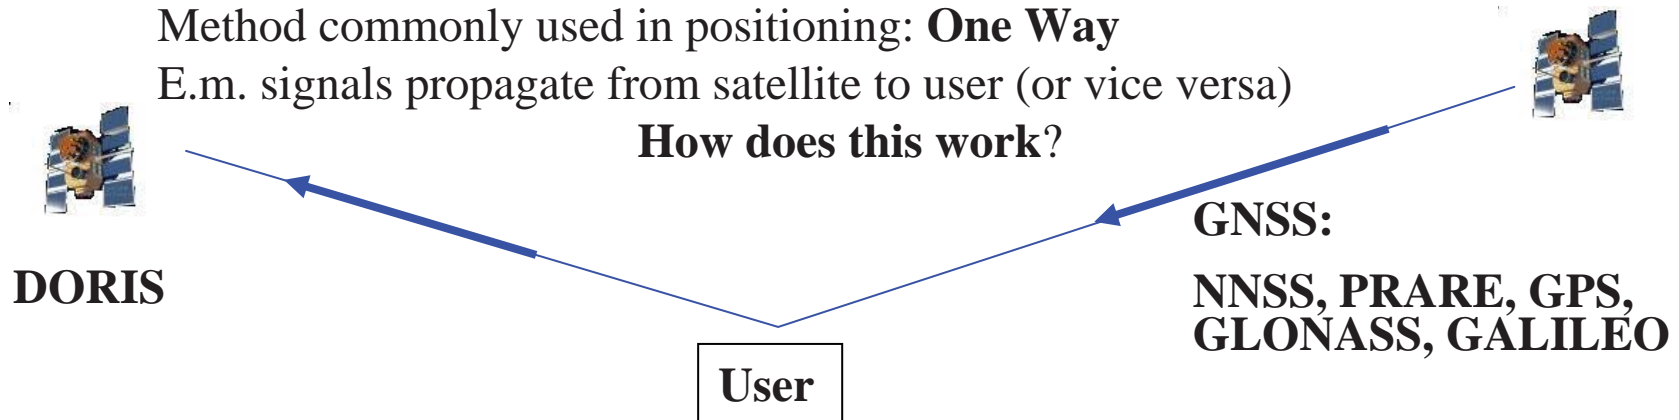 Method commonly used in positioning: One Way
E.m. signals propagate from satellite to user (or vice versa)
How does this work?
GNSS:
DORIS
NNSS, PRARE, GPS,
GLONASS, GALILEO
User